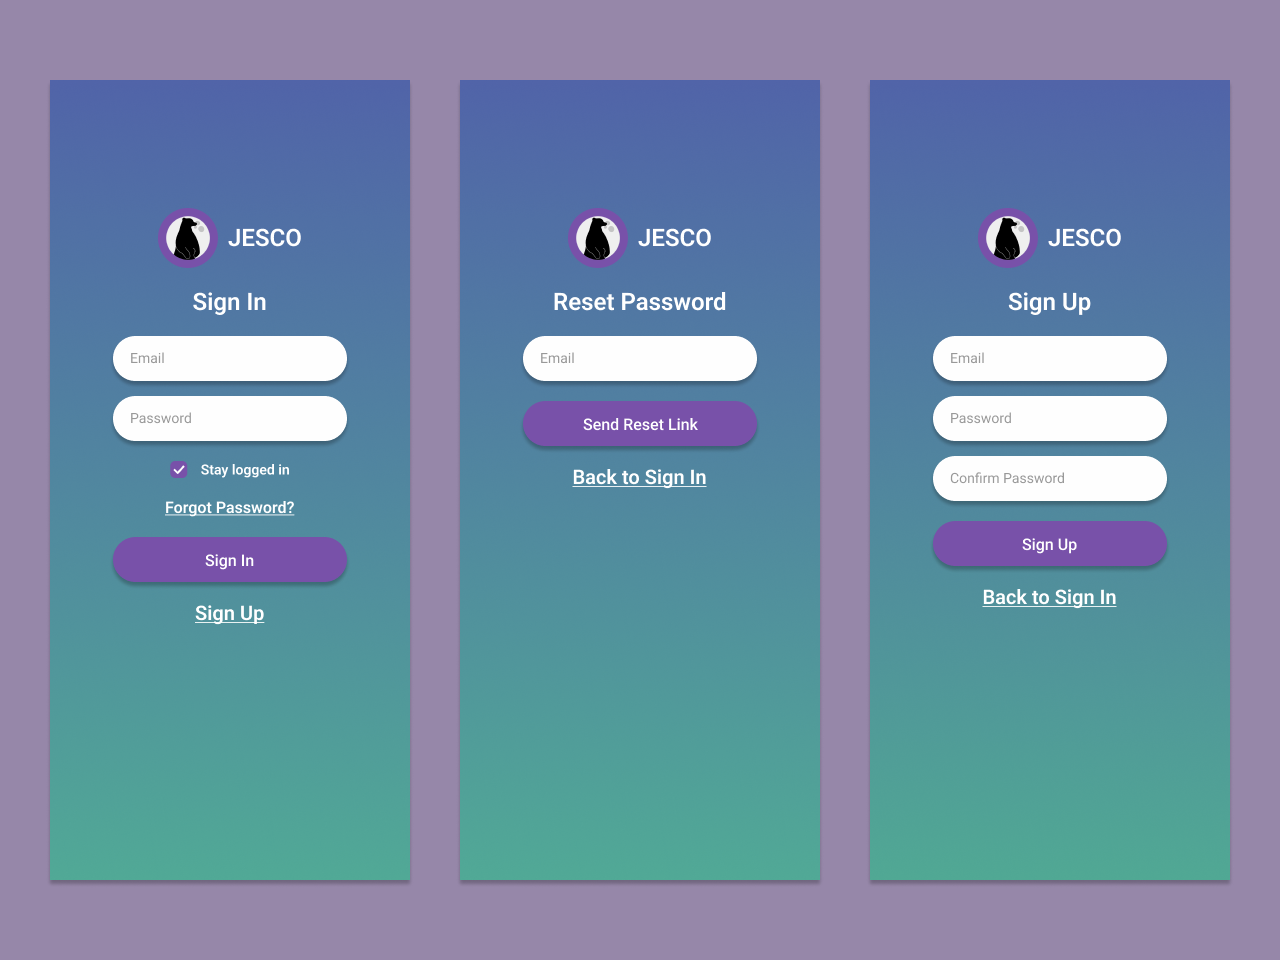 JESCO
Sign In
Email
Password
Stay logged in
Forgot Password?
Sign In
Sign Up
JESCO
Reset Password
Email
Send Reset Link
Back to Sign In
JESCO
Sign Up
Email
Password
Confirm Password
Sign Up
Back to Sign In